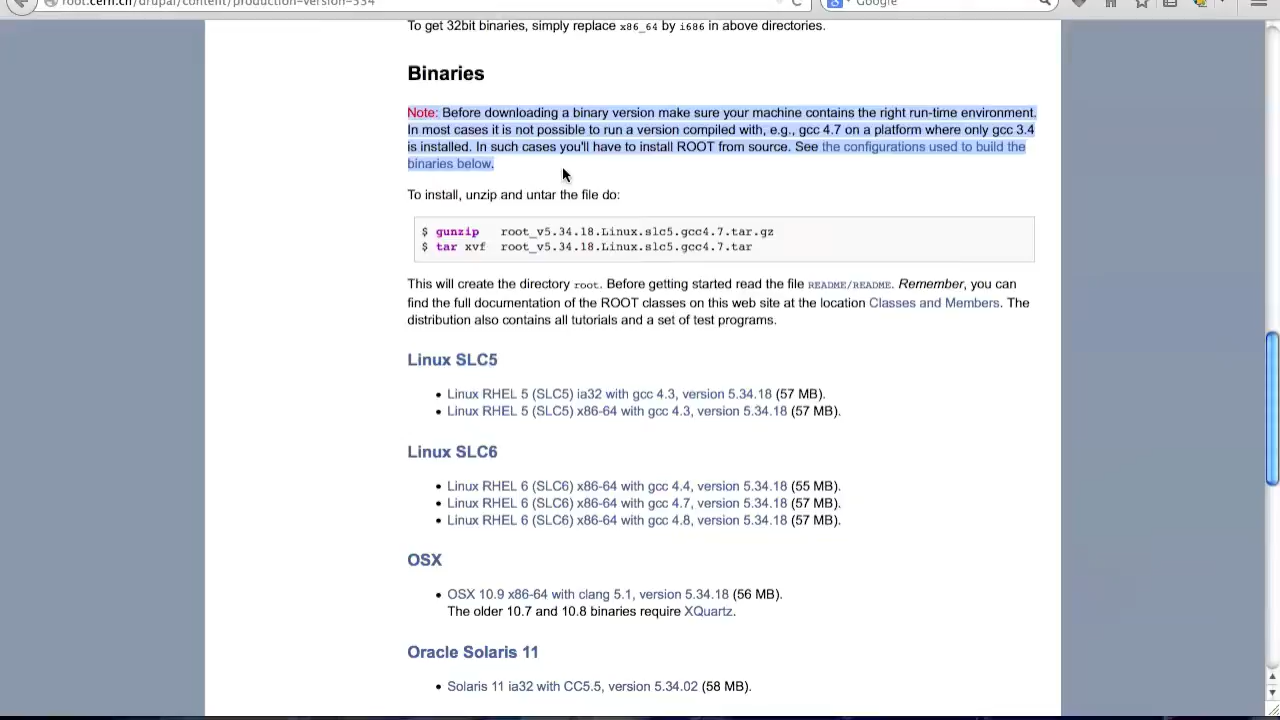 root.cern.ch/drupal/content/production-version-534
Google
To get 32bit binaries, simply replace x86_64 by i686 in above directories.
Binaries
Note: Before downloading a binary version make sure your machine contains the right run-time environment.
In most cases it is not possible to run a version compiled with, e.g., gcc 4.7 on a platform where only gcc 3.4
is installed. In such cases you'll have to install ROOT from source. See the configurations used to build the
binaries below.
To install, unzip and untar the file do:
$ gunzip root_v5.34.18.Linux.slc5.gcc4.7.tar.gz
$ tar xvf root_v5.34.18.Linux.slc5.gcc4.7.tar
This will create the directory root. Before getting started read the file README/README. Remember, you can
find the full documentation of the ROOT classes on this web site at the location Classes and Members. The
distribution also contains all tutorials and a set of test programs.
Linux SLC5
• Linux RHEL 5 (SLC5) ia32 with gcc 4.3, version 5.34.18 (57 MB).
• Linux RHEL 5 (SLC5) x86-64 with gcc 4.3, version 5.34.18 (57 MB).
Linux SLC6
• Linux RHEL 6 (SLC6) x86-64 with gcc 4.4, version 5.34.18 (55 MB).
• Linux RHEL 6 (SLC6) x86-64 with gcc 4.7, version 5.34.18 (57 MB).
• Linux RHEL 6 (SLC6) x86-64 with gcc 4.8, version 5.34.18 (57 MB).
OSX
• OSX 10.9 x86-64 with clang 5.1, version 5.34.18 (56 MB).
The older 10.7 and 10.8 binaries require XQuartz.
Oracle Solaris 11
• Solaris 11 ia32 with CC5.5, version 5.34.02 (58 MB).